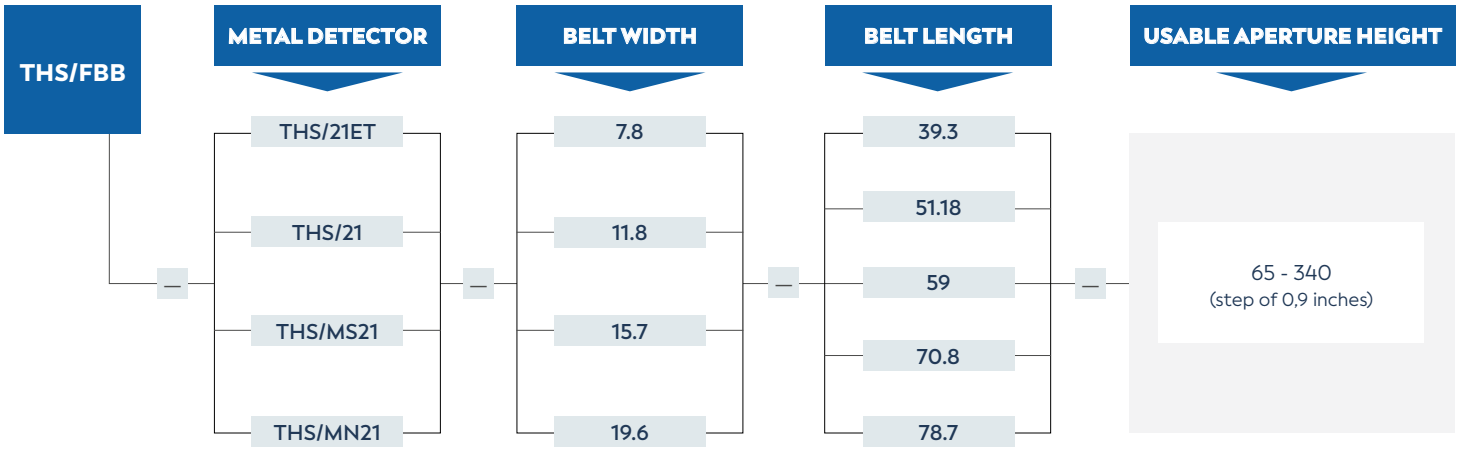 THS/FBB
METAL DETECTOR
THS/21ET
THS/21
THS/MS21
THS/MN21
BELT WIDTH
7.8
11.8
15.7
19.6
BELT LENGTH
39.3
51.18
59
70.8
78.7
USABLE APERTURE HEIGHT
65 - 340
(step of 0,9 inches)
—
—
—
—